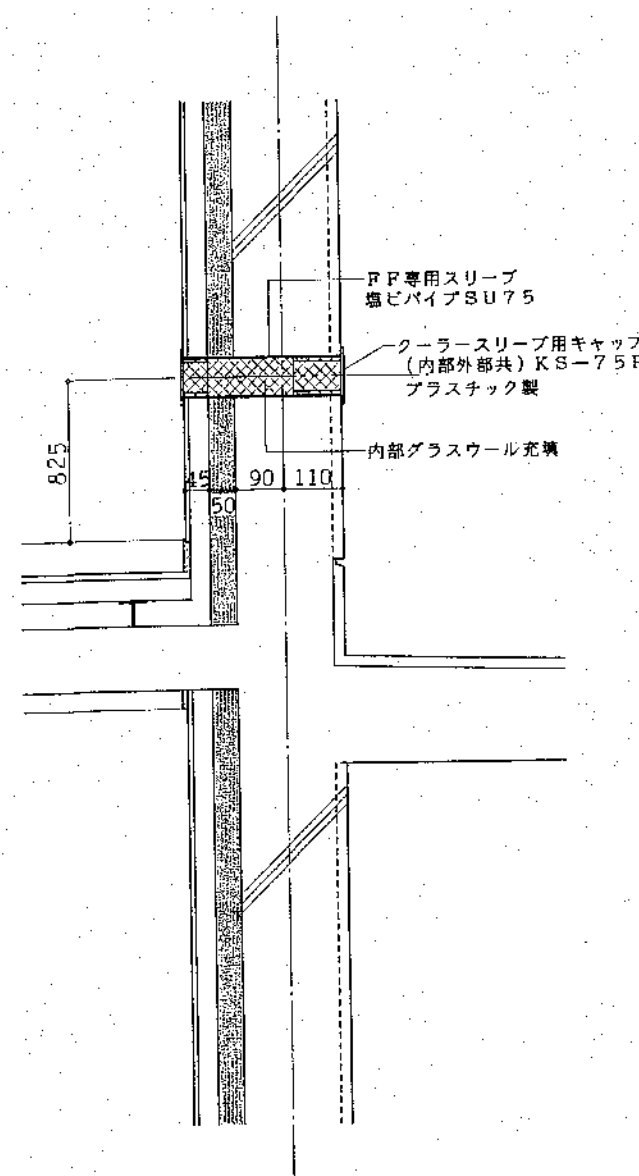 FF専用スリーブ
塩ビパイプSU75
クーラースリーブ用キャップ
(内部外部共)KS-75P
プラスチック製
内部グラスウール充填
825
45 90 110
50